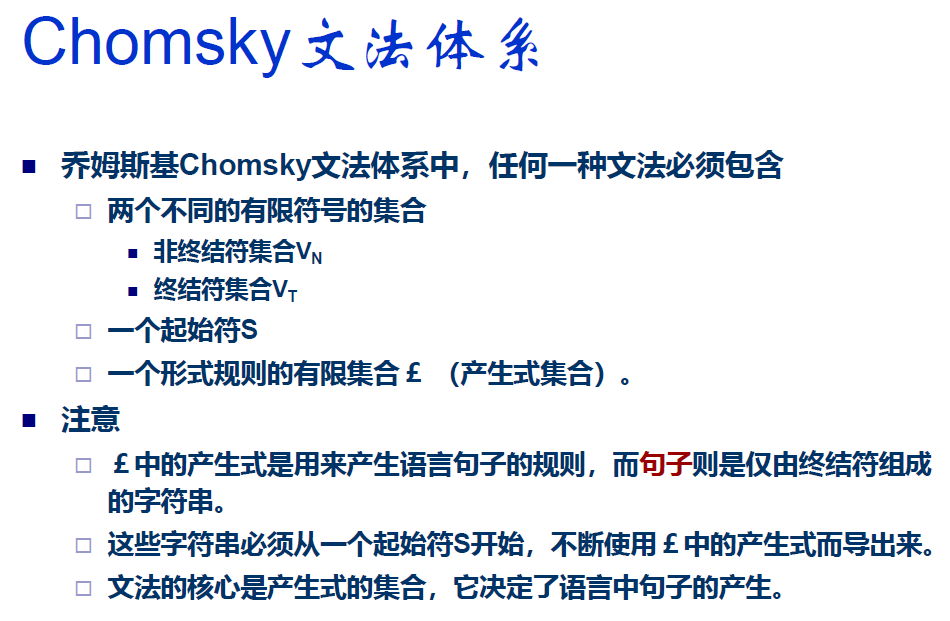 Chomsky文法体系
乔姆斯基Chomsky文法体系中，任何一种文法必须包含
两个不同的有限符号的集合
非终结符集合VN
终结符集合VT
一个起始符S
一个形式规则的有限集合￡ （产生式集合）。
注意
￡中的产生式是用来产生语言句子的规则，而句子则是仅由终结符组成
的字符串。
这些字符串必须从一个起始符S开始，不断使用￡中的产生式而导出来。
文法的核心是产生式的集合，它决定了语言中句子的产生。